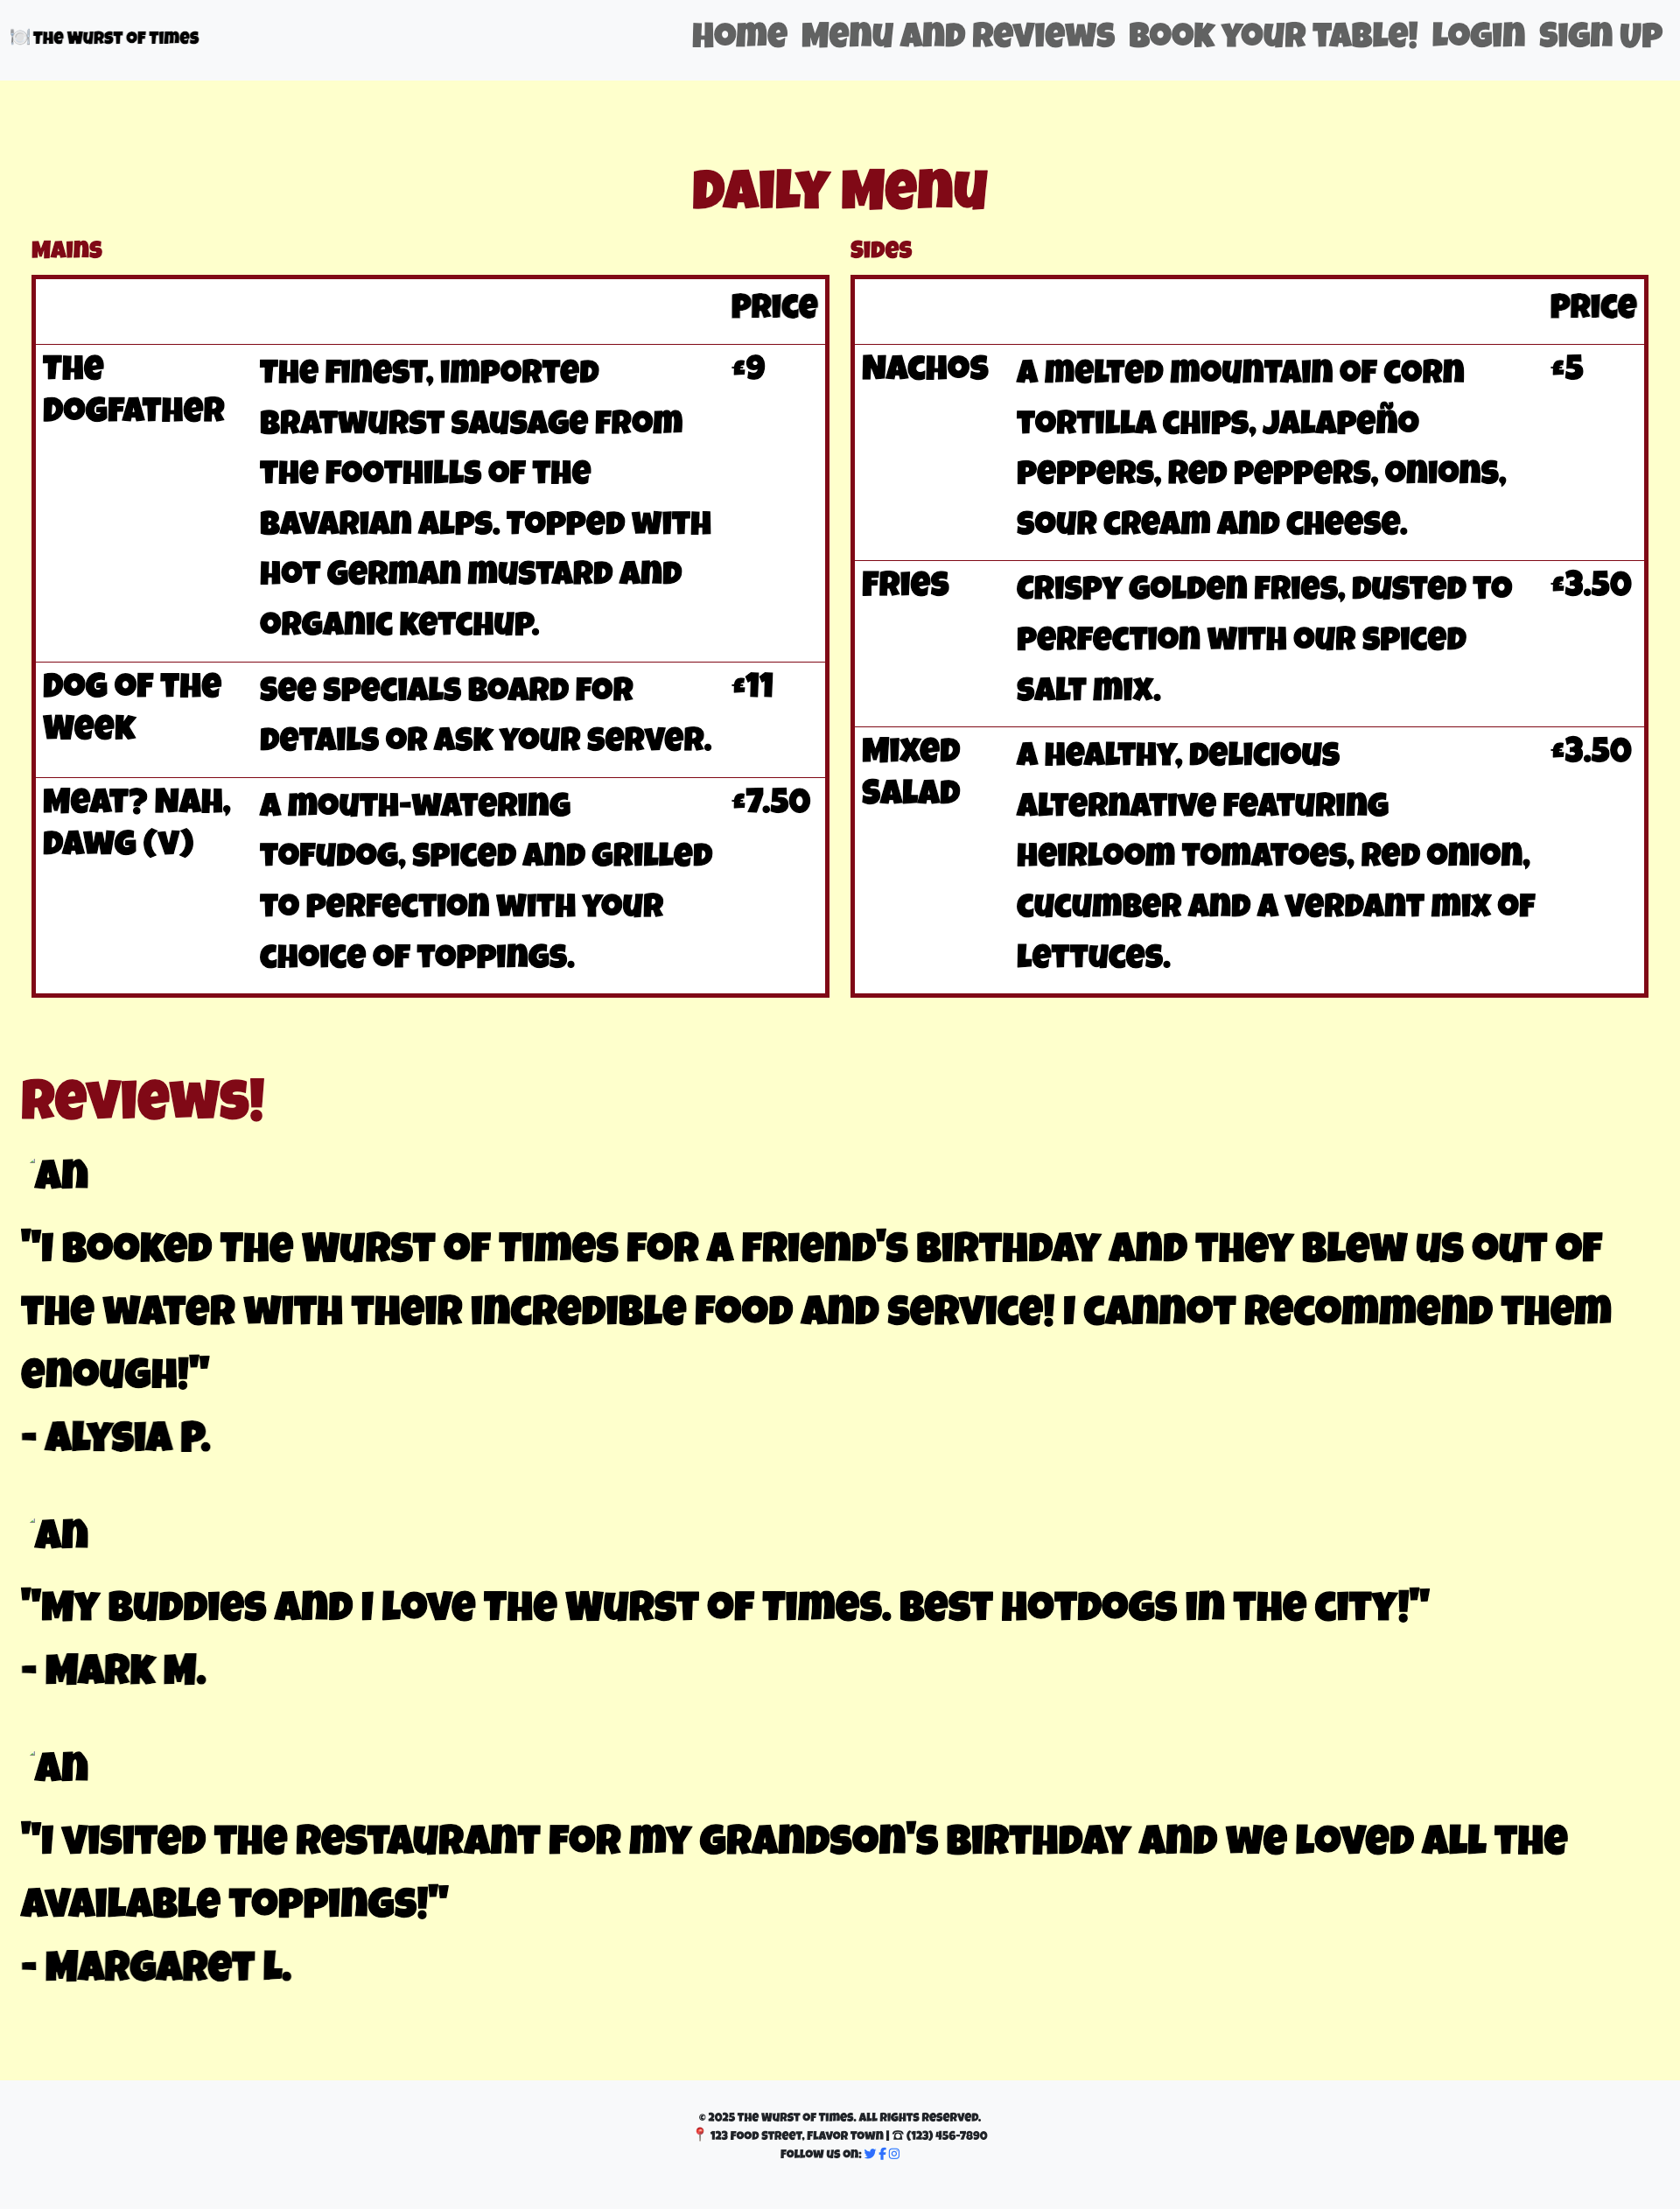 🍽️ The Wurst of Times
Home Menu and Reviews Book Your Table! Login Sign Up
Daily Menu
Mains
Price
The
Dogfather
£9
The finest, imported
bratwurst sausage from
the foothills of the
Bavarian Alps. Topped with
hot German mustard and
organic ketchup.
Dog of the
Week
£11
See specials board for
details or ask your server.
Meat? Nah,
Dawg (V)
£7.50
A mouth-watering
tofudog, spiced and grilled
to perfection with your
choice of toppings.
Sides
Price
Nachos
£5
A melted mountain of corn
tortilla chips, jalapeño
peppers, red peppers, onions,
sour cream and cheese.
Fries
£3.50
Crispy golden fries, dusted to
perfection with our spiced
salt mix.
Mixed
Salad
£3.50
A healthy, delicious
alternative featuring
heirloom tomatoes, red onion,
cucumber and a verdant mix of
lettuces.
Reviews!
An
"I booked The Wurst of Times for a friend's birthday and they blew us out of
the water with their incredible food and service! I cannot recommend them
enough!"
- Alysia P.
An
"My buddies and I love The Wurst of Times. Best hotdogs in the city!"
- Mark M.
An
"I visited the restaurant for my grandson's birthday and we loved all the
available toppings!"
- Margaret L.
© 2025 The Wurst of Times. All rights reserved.
📍 123 Food Street, Flavor Town | ☎ (123) 456-7890
Follow us on: